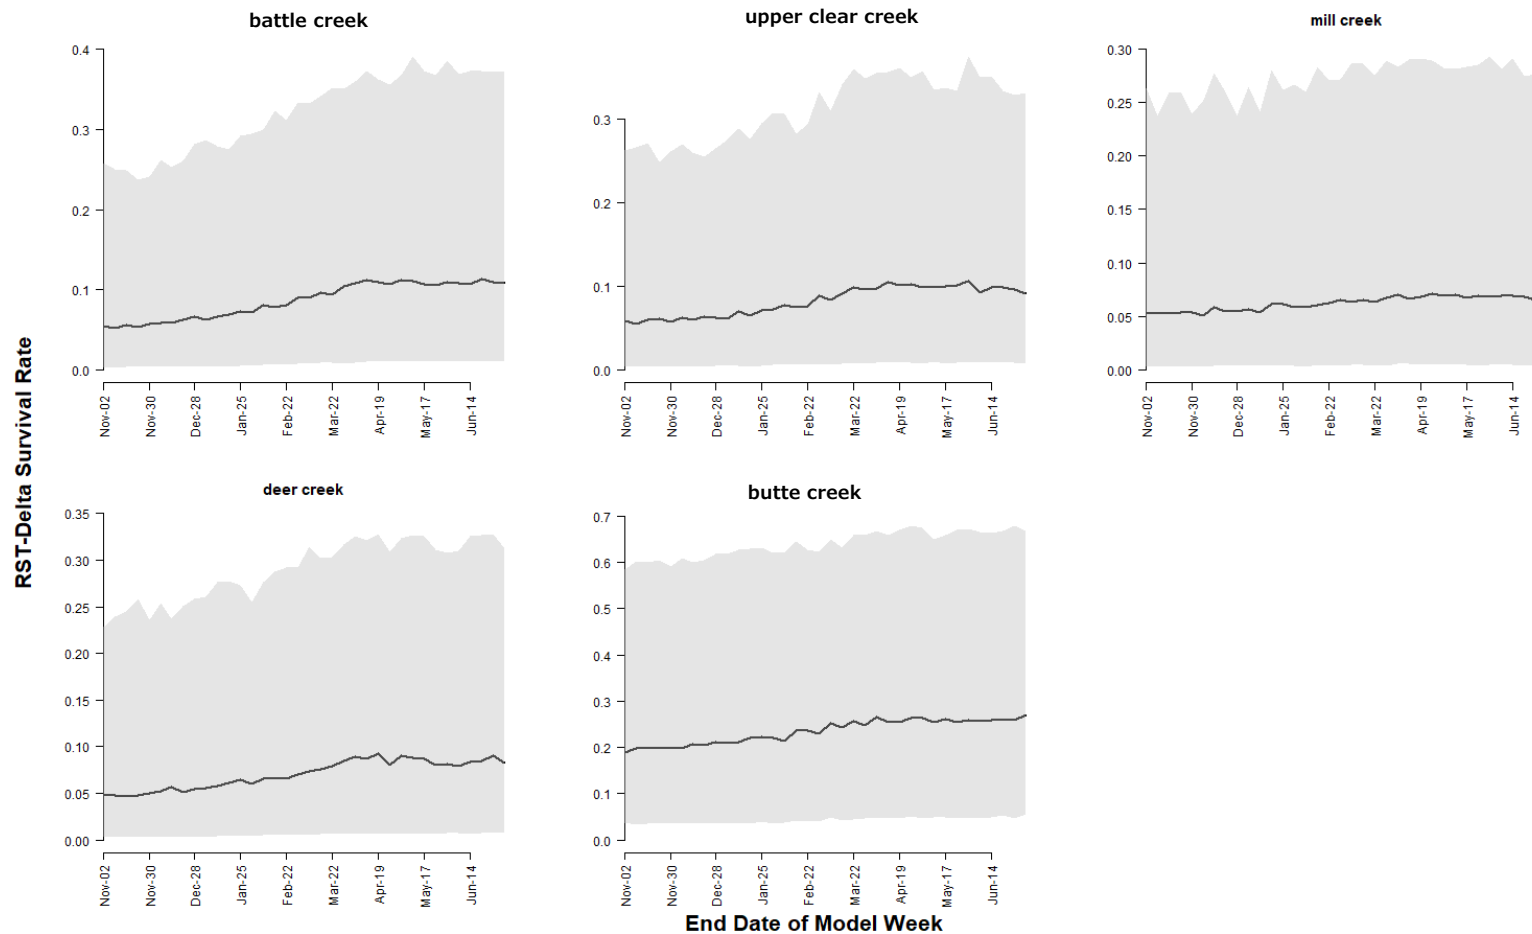 battle creek
upper clear creek
mill creek
0.4
0.3
0.2
0.1
0.0
Nov-02
Nov-30
Dec-28
Jan-25
Feb-22
Mar-22
Apr-19
May-17
Jun-14
0.3
0.2
0.1
0.0
Nov-02
Nov-30
Dec-28
Jan-25
Feb-22
Mar-22
Apr-19
May-17
Jun-14
0.30
0.25
0.20
0.15
0.10
0.05
0.00
Nov-02
Nov-30
Dec-28
Jan-25
Feb-22
Mar-22
Apr-19
May-17
Jun-14
RST-Delta Survival Rate
deer creek
butte creek
0.35
0.30
0.25
0.20
0.15
0.10
0.05
0.00
Nov-02
Nov-30
Dec-28
Jan-25
Feb-22
Mar-22
Apr-19
May-17
Jun-14
0.7
0.6
0.5
0.4
0.3
0.2
0.1
0.0
Nov-02
Nov-30
Dec-28
Jan-25
Feb-22
Mar-22
Apr-19
May-17
Jun-14
End Date of Model Week